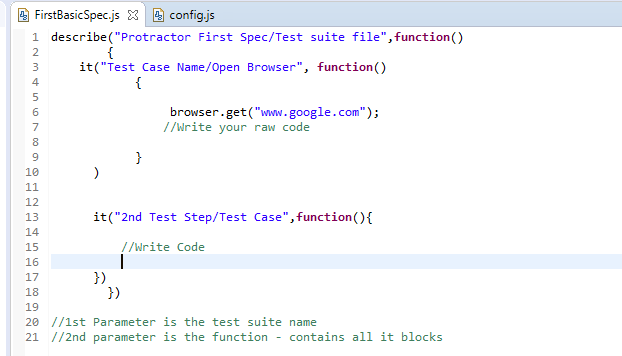 FirstBasicSpec.js config.js
1 describe("Protractor First Spec/Test suite file",function()
2 {
3 it("Test Case Name/Open Browser", function()
4 {
5
6 browser.get("www.google.com");
7 //Write your raw code
8
9 }
10 )
11
12
13 it("2nd Test Step/Test Case",function(){
14
15 //Write Code
16
17 })
18 })
19
20 //1st Parameter is the test suite name
21 //2nd parameter is the function - contains all it blocks